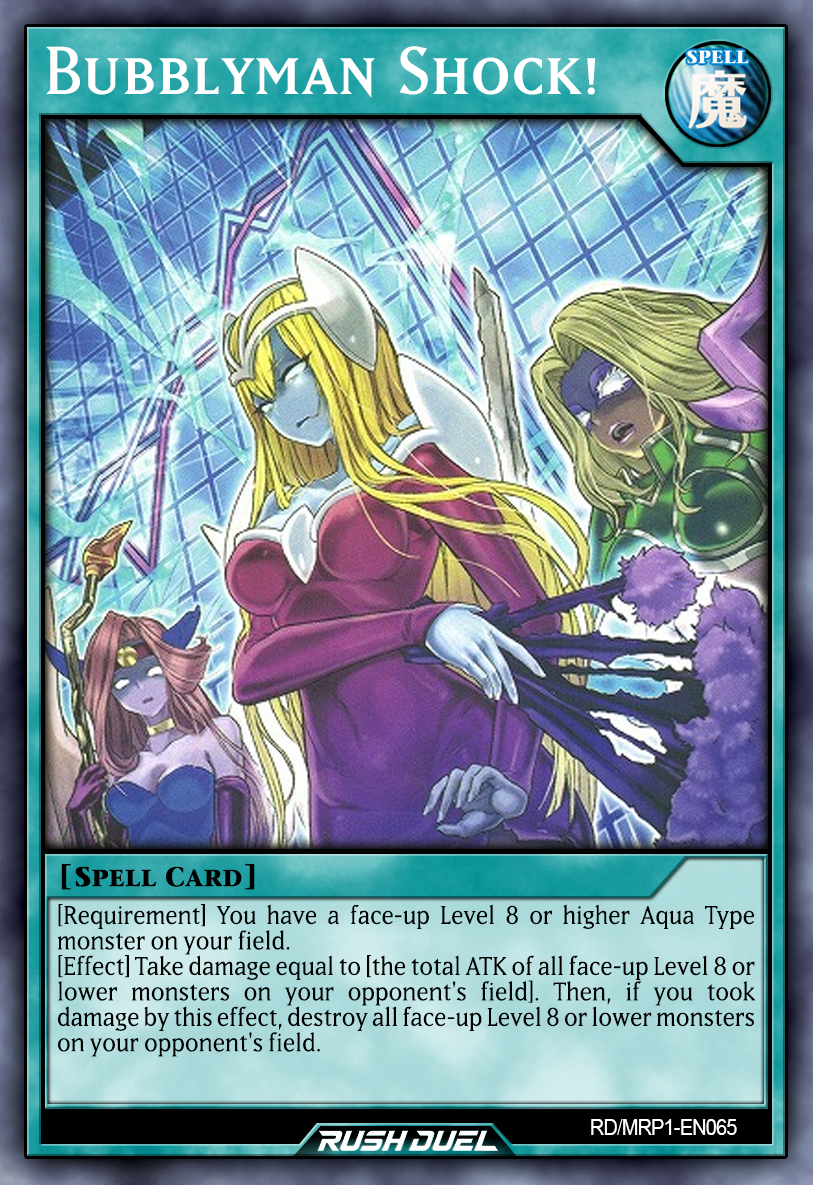 Bubblyman Shock!
SPELL
魔
[Spell Card]
[Requirement] You have a face-up Level 8 or higher Aqua Type
monster on your field.
[Effect] Take damage equal to [the total ATK of all face-up Level 8 or
lower monsters on your opponent's field]. Then, if you took
damage by this effect, destroy all face-up Level 8 or lower monsters
on your opponent's field.
RUSH DUEL
RD/MRP1-EN065